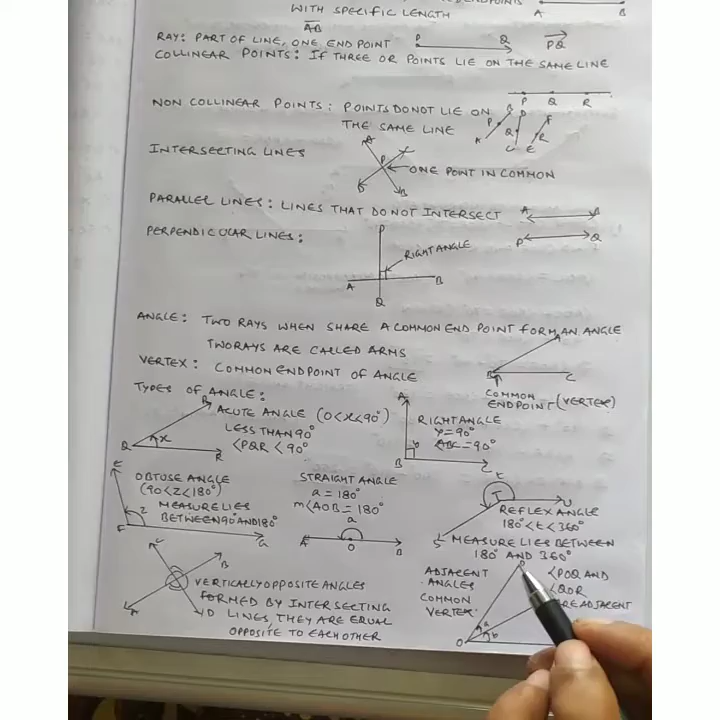 WITH SPECIFIC LENGTH
A B
AB
RAY: PART OF LINE, ONE END POINT
P Q PQ
COLLINEAR POINTS: IF THREE OR POINTS LIE ON THE SAME LINE
P Q R
NON COLLINEAR POINTS: POINTS DO NOT LIE ON
THE SAME LINE
INTERSECTING LINES
ONE POINT IN COMMON
PARALLEL LINES: LINES THAT DO NOT INTERSECT
PERPENDICULAR LINES:
P Q
RIGHT ANGLE
A B
Q
ANGLE: TWO RAYS WHEN SHARE A COMMON END POINT FORM AN ANGLE
TWO RAYS ARE CALLED ARMS
VERTEX: COMMON ENDPOINT OF ANGLE
B C
COMMON
ENDPOINT (VERTEX)
TYPES OF ANGLE:
ACUTE ANGLE (0<x<90°)
LESS THAN 90°
<PQR < 90°
P Q R x
RIGHT ANGLE
y=90°
<ABC = 90°
A B C
OBTUSE ANGLE
(90<z<180°)
MEASURE LIES
BETWEEN 90° AND 180°
E F G z
STRAIGHT ANGLE
a = 180°
m<AOB = 180°
a
A O B
REFLEX ANGLE
180°<t<360°
MEASURE LIES BETWEEN
180° AND 360°
VERTICALLY OPPOSITE ANGLES
FORMED BY INTERSECTING
LINES, THEY ARE EQUAL
OPPOSITE TO EACH OTHER
A B C D
ADJACENT
ANGLES
COMMON
VERTEX
<POQ AND
<QOR
ARE ADJACENT
O a b